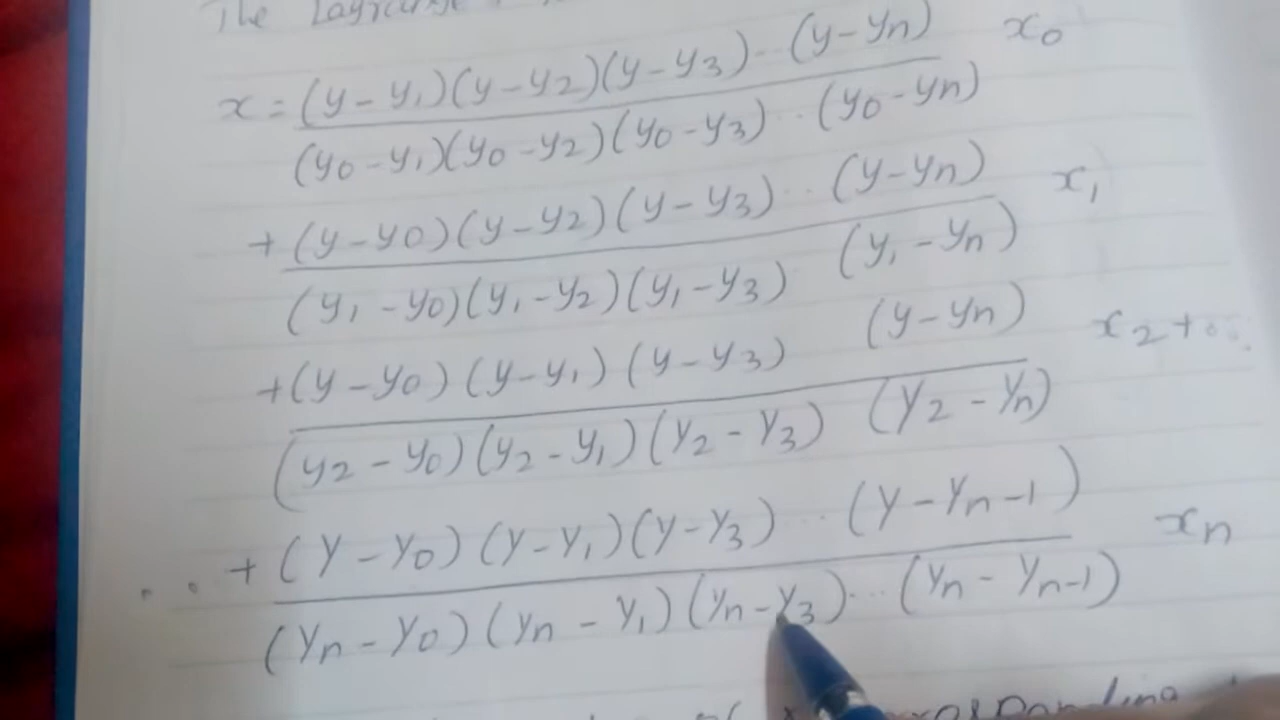 The Lagrange
x = (y - y₁)(y - y₂)(y - y₃) .. (y - yn) x₀
(y₀ - y₁)(y₀ - y₂)(y₀ - y₃) .. (y₀ - yn)
+ (y - y₀)(y - y₂)(y - y₃) .. (y - yn) x₁
(y₁ - y₀)(y₁ - y₂)(y₁ - y₃) (y₁ - yn)
+ (y - y₀)(y - y₁)(y - y₃) (y - yn) x₂ + ...
(y₂ - y₀)(y₂ - y₁)(y₂ - y₃) (y₂ - yn)
.. + (y - y₀)(y - y₁)(y - y₃) .. (y - yn-1) xn
(yn - y₀)(yn - y₁)(yn - y₃) ... (yn - yn-1)